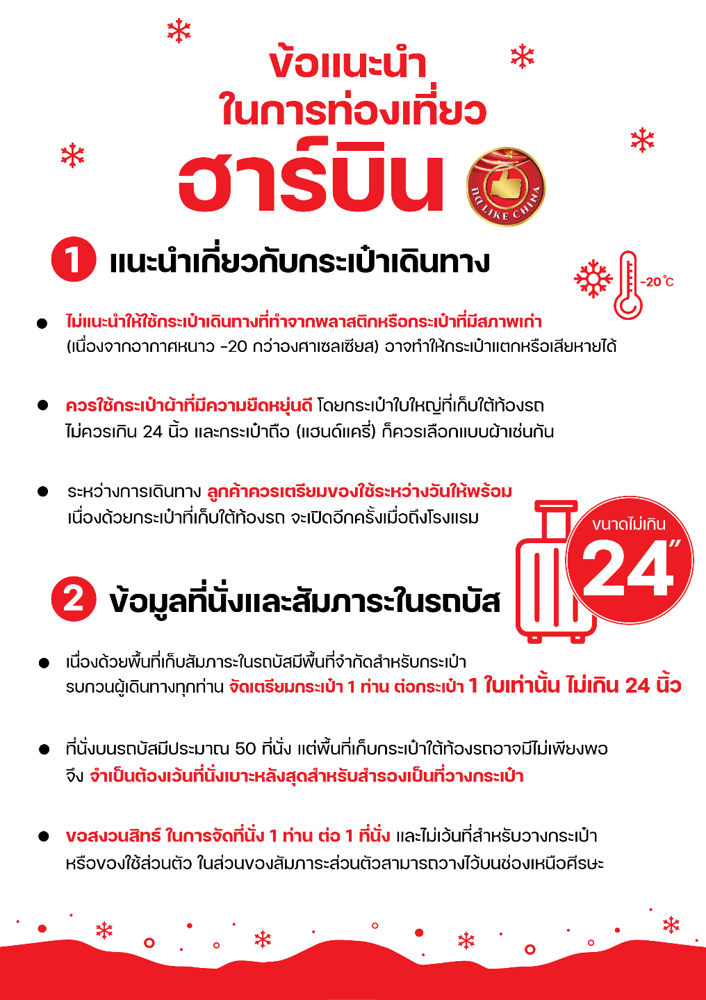 ข้อแนะนำ
ในการท่องเที่ยว
ฮาร์บิน
กด LIKE CHINA
1 แนะนำเกี่ยวกับกระเป๋าเดินทาง
-20 °C
• ไม่แนะนำให้ใช้กระเป๋าเดินทางที่ทำจากพลาสติกหรือกระเป๋าที่มีสภาพเก่า
(เนื่องจากอากาศหนาว -20 กว่าองศาเซลเซียส) อาจทำให้กระเป๋าแตกหรือเสียหายได้
• ควรใช้กระเป๋าผ้าที่มีความยืดหยุ่นดี โดยกระเป๋าใบใหญ่ที่เก็บใต้ท้องรถ
ไม่ควรเกิน 24 นิ้ว และกระเป๋าถือ (แฮนด์แครี่) ก็ควรเลือกแบบผ้าเช่นกัน
• ระหว่างการเดินทาง ลูกค้าควรเตรียมของใช้ระหว่างวันให้พร้อม
เนื่องด้วยกระเป๋าที่เก็บใต้ท้องรถ จะเปิดอีกครั้งเมื่อถึงโรงแรม
ขนาดไม่เกิน
24”
2 ข้อมูลที่นั่งและสัมภาระในรถบัส
• เนื่องด้วยพื้นที่เก็บสัมภาระในรถบัสมีพื้นที่จำกัดสำหรับกระเป๋า
รบกวนผู้เดินทางทุกท่าน จัดเตรียมกระเป๋า 1 ท่าน ต่อกระเป๋า 1 ใบเท่านั้น ไม่เกิน 24 นิ้ว
• ที่นั่งบนรถบัสมีประมาณ 50 ที่นั่ง แต่พื้นที่เก็บกระเป๋าใต้ท้องรถอาจมีไม่เพียงพอ
จึง จำเป็นต้องเว้นที่นั่งเบาะหลังสุดสำหรับสำรองเป็นที่วางกระเป๋า
• ขอสงวนสิทธิ์ ในการจัดที่นั่ง 1 ท่าน ต่อ 1 ที่นั่ง และไม่เว้นที่สำหรับวางกระเป๋า
หรือของใช้ส่วนตัว ในส่วนของสัมภาระส่วนตัวสามารถวางไว้บนช่องเหนือศีรษะ